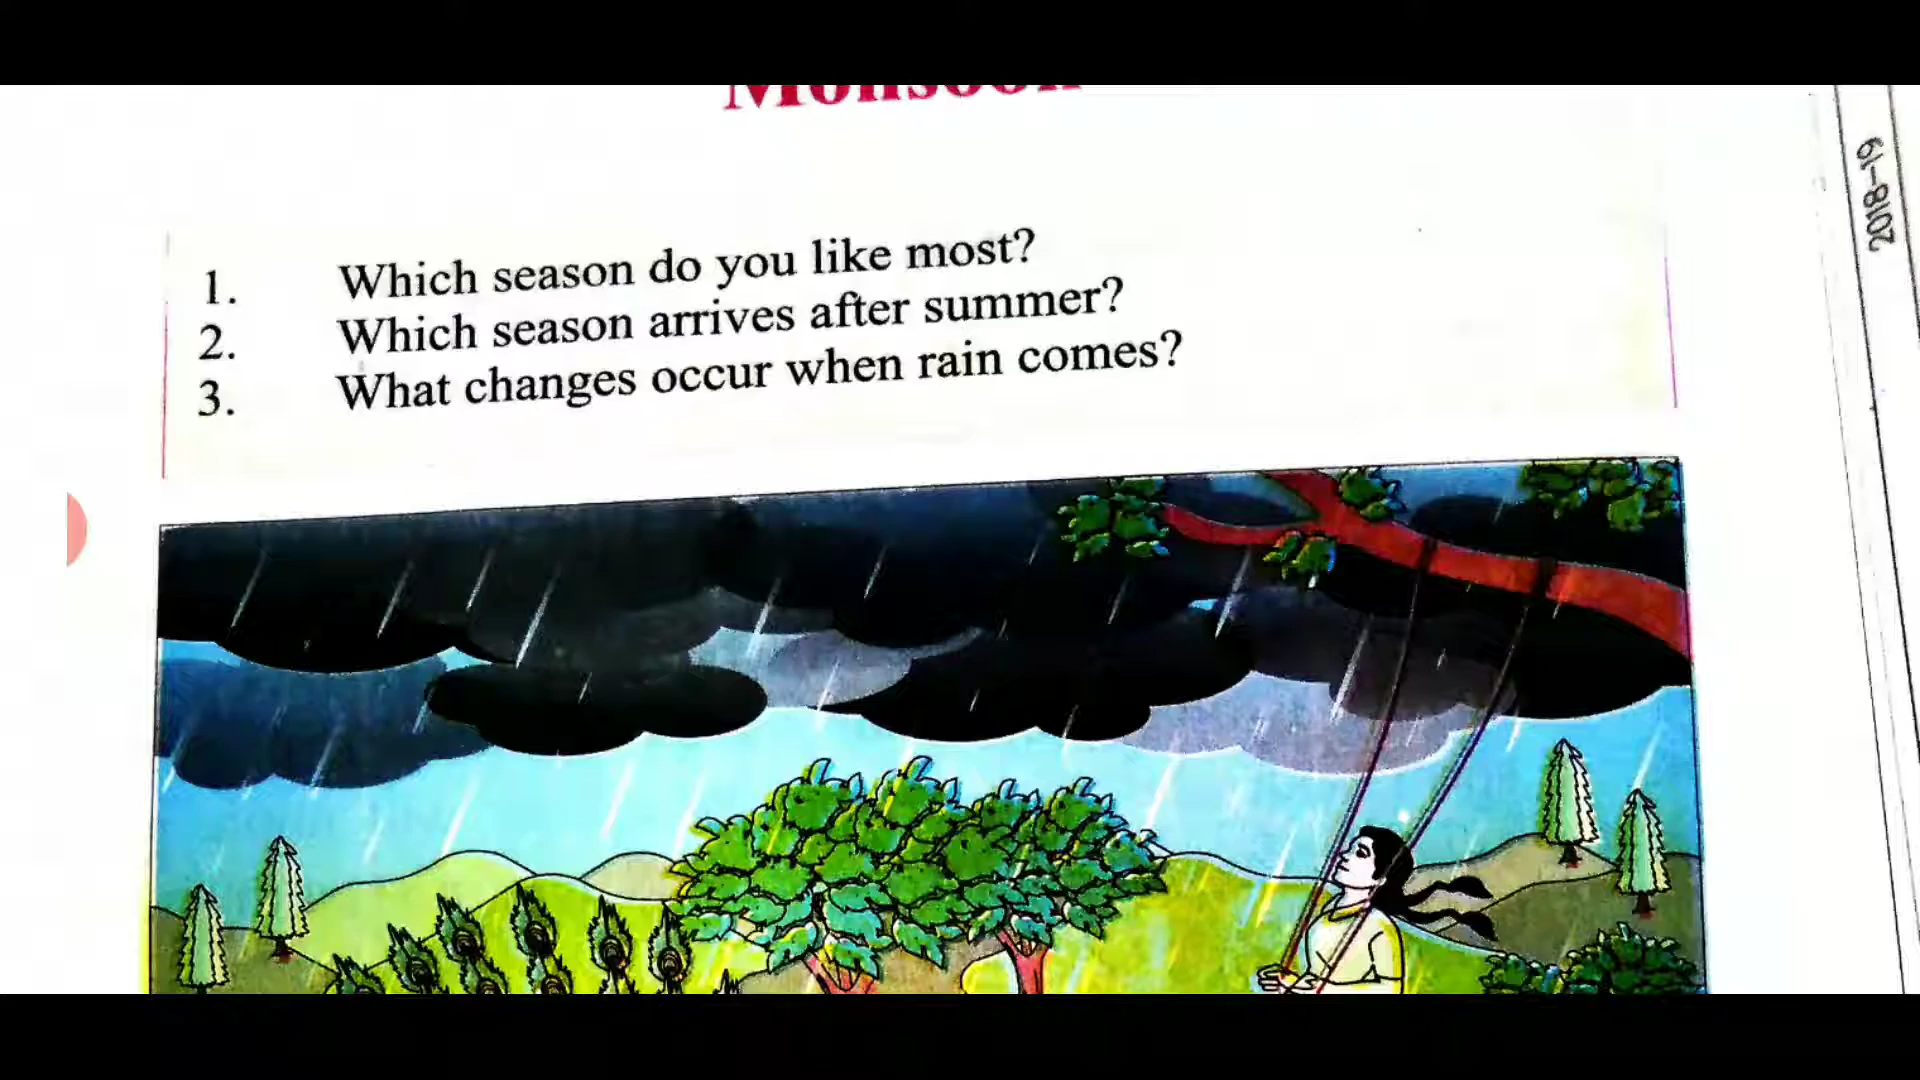 Monsoon
1. Which season do you like most?
2. Which season arrives after summer?
3. What changes occur when rain comes?
2018-19